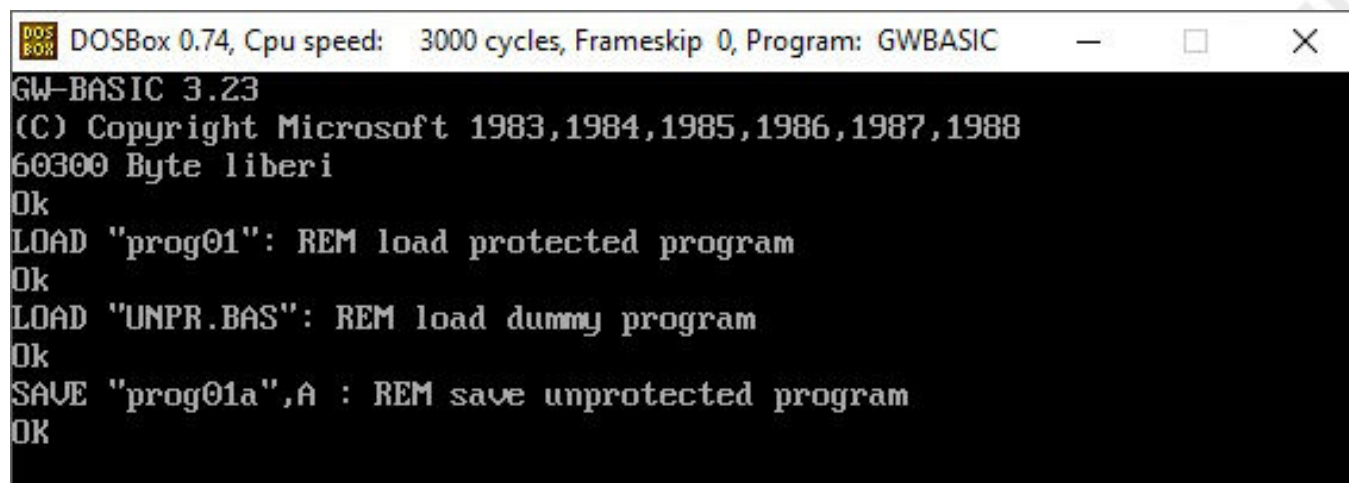 DOS BOX DOSBox 0.74, Cpu speed: 3000 cycles, Frameskip 0, Program: GWBASIC
GW-BASIC 3.23
(C) Copyright Microsoft 1983,1984,1985,1986,1987,1988
60300 Byte liberi
Ok
LOAD "prog01": REM load protected program
Ok
LOAD "UNPR.BAS": REM load dummy program
Ok
SAVE "prog01a",A : REM save unprotected program
OK